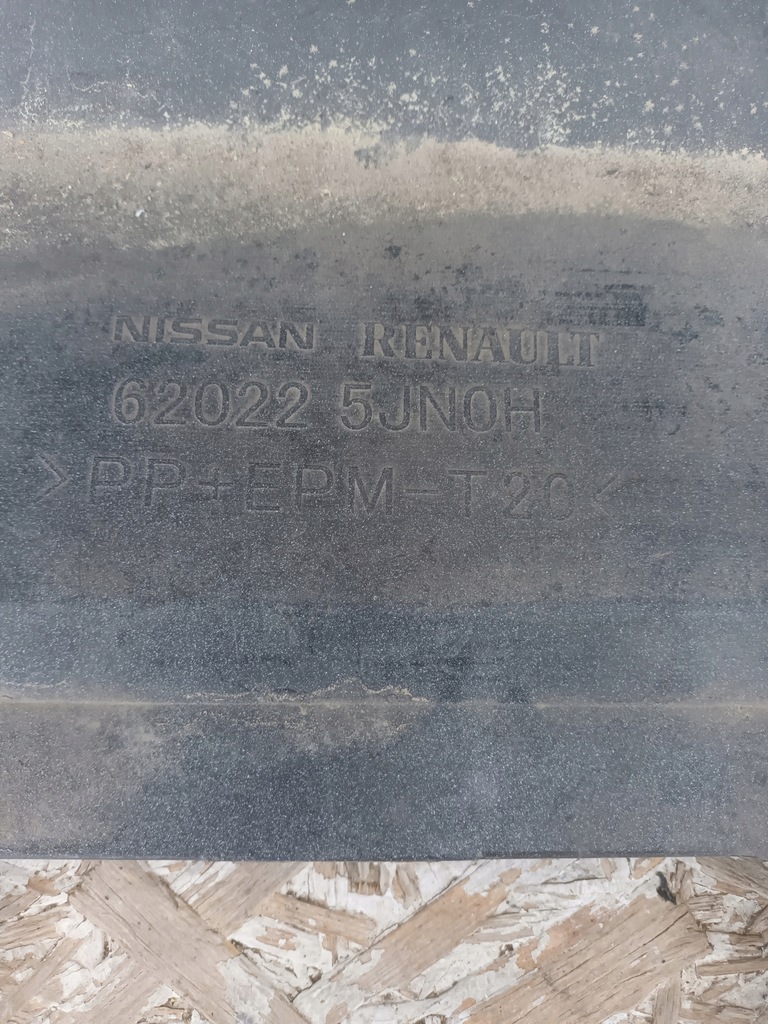 NISSAN RENAULT
62022 5JN0H
>PP+EPM-T20<